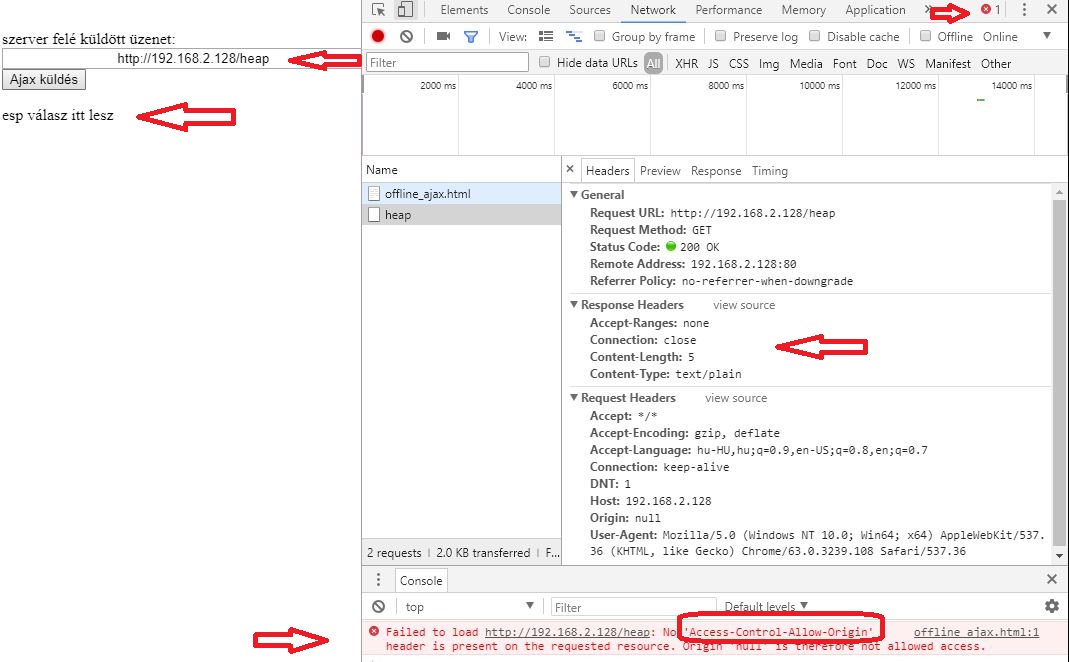 szerver felé küldött üzenet:
http://192.168.2.128/heap
Ajax küldés
esp válasz itt lesz
Elements Console Sources Network Performance Memory Application » 1
View: Group by frame Preserve log Disable cache Offline Online
Filter Hide data URLs All XHR JS CSS Img Media Font Doc WS Manifest Other
2000 ms 4000 ms 6000 ms 8000 ms 10000 ms 12000 ms 14000 ms
Name
offline_ajax.html
heap
2 requests | 2.0 KB transferred | F...
× Headers Preview Response Timing
General
Request URL: http://192.168.2.128/heap
Request Method: GET
Status Code: 200 OK
Remote Address: 192.168.2.128:80
Referrer Policy: no-referrer-when-downgrade
Response Headers view source
Accept-Ranges: none
Connection: close
Content-Length: 5
Content-Type: text/plain
Request Headers view source
Accept: */*
Accept-Encoding: gzip, deflate
Accept-Language: hu-HU,hu;q=0.9,en-US;q=0.8,en;q=0.7
Connection: keep-alive
DNT: 1
Host: 192.168.2.128
Origin: null
User-Agent: Mozilla/5.0 (Windows NT 10.0; Win64; x64) AppleWebKit/537.
36 (KHTML, like Gecko) Chrome/63.0.3239.108 Safari/537.36
Console
top Filter Default levels
Failed to load http://192.168.2.128/heap: No 'Access-Control-Allow-Origin' offline_ajax.html:1
header is present on the requested resource. Origin 'null' is therefore not allowed access.